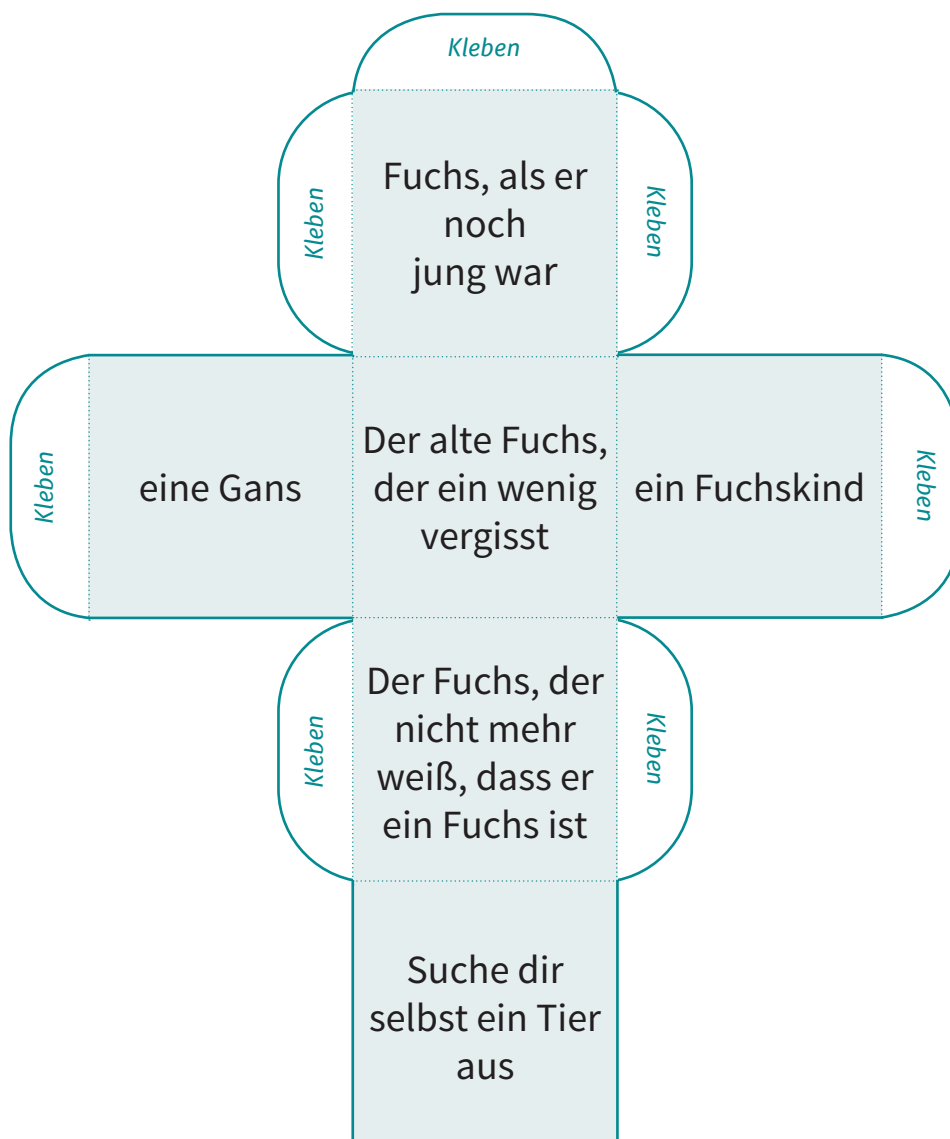 Kleben
Fuchs, als er
noch
jung war
Kleben
Kleben
Kleben
eine Gans
Der alte Fuchs,
der ein wenig
vergisst
ein Fuchskind
Kleben
Kleben
Der Fuchs, der
nicht mehr
weiß, dass er
ein Fuchs ist
Kleben
Suche dir
selbst ein Tier
aus